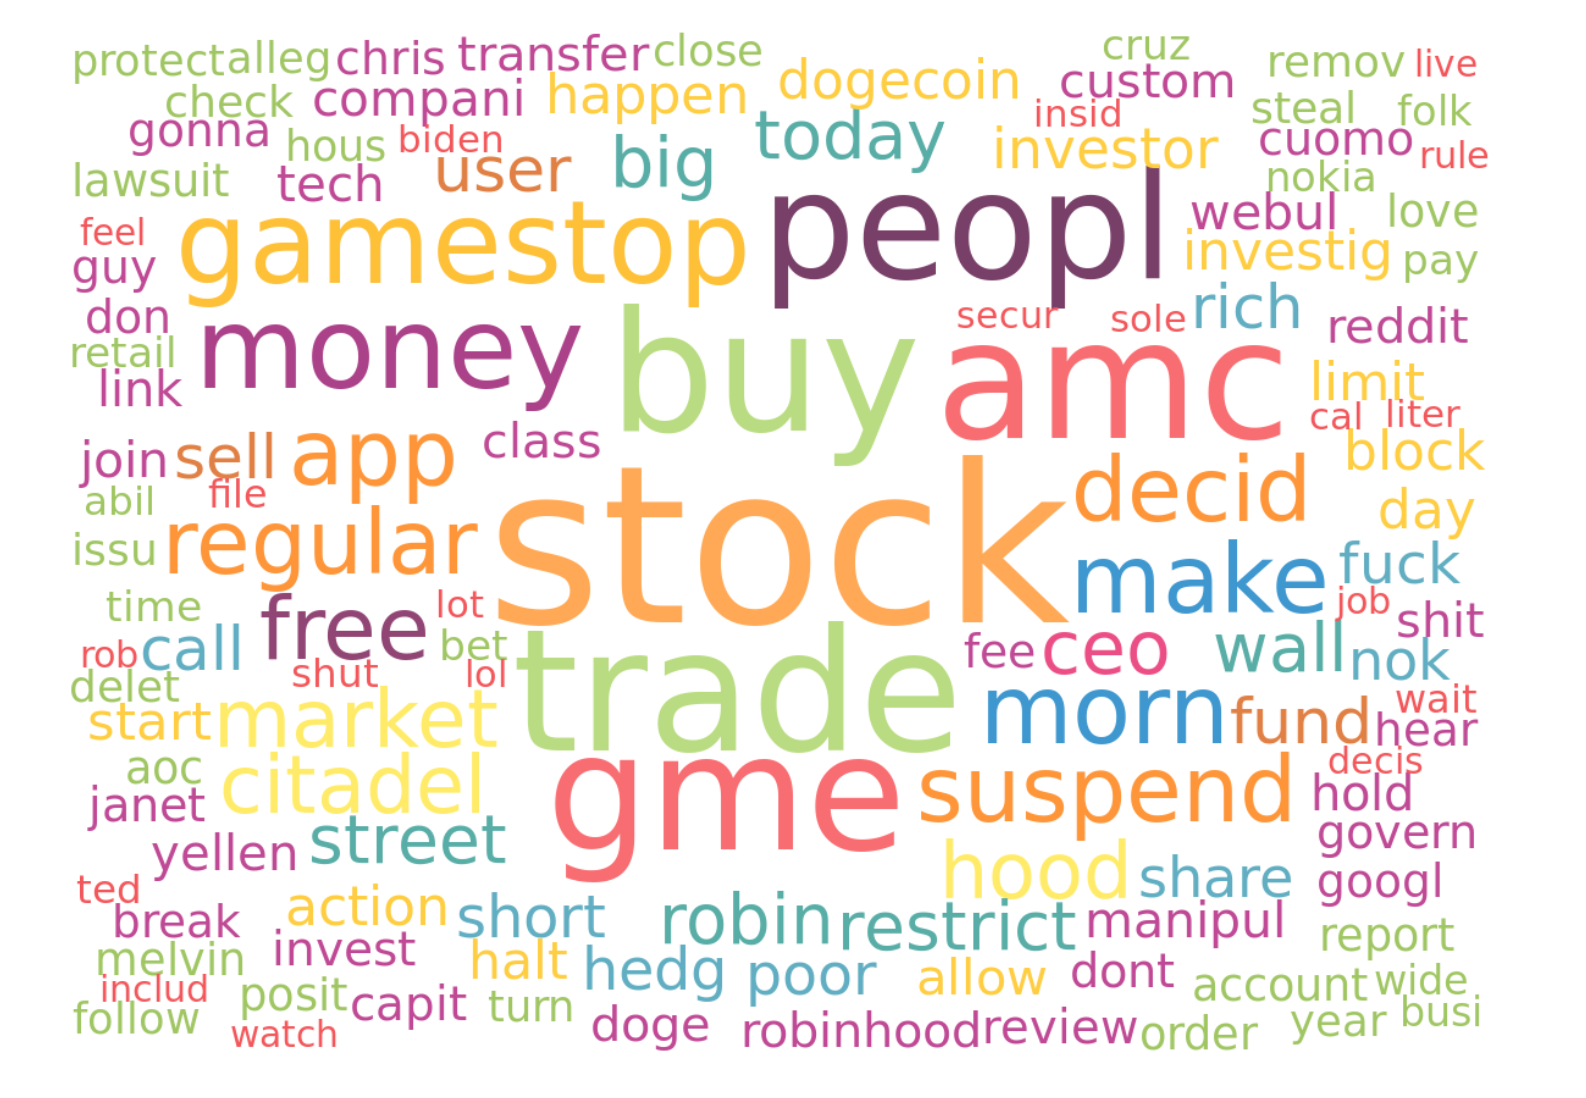 protect alleg chris transfer close cruz remov live
check compani happen dogecoin custom steal folk
gonna hous biden user big today insid investor cuomo rule
lawsuit tech nokia
feel gamestop peopl webul love
guy investig pay
don money buy secur sole rich reddit
retail amc limit
link cal liter
join sell app class decid block
abil file stock day
issu regular make fuck
time free lot job shit
rob call bet trade fee ceo wall nok
delet shut lol wait
start market morn fund hear
aoc citadel gme suspend decis
janet hold
yellen street hood share govern
ted googl
break action short robin restrict manipul report
melvin invest halt hedg poor allow dont account wide
includ posit capit turn busi
follow watch doge robinhood review order year